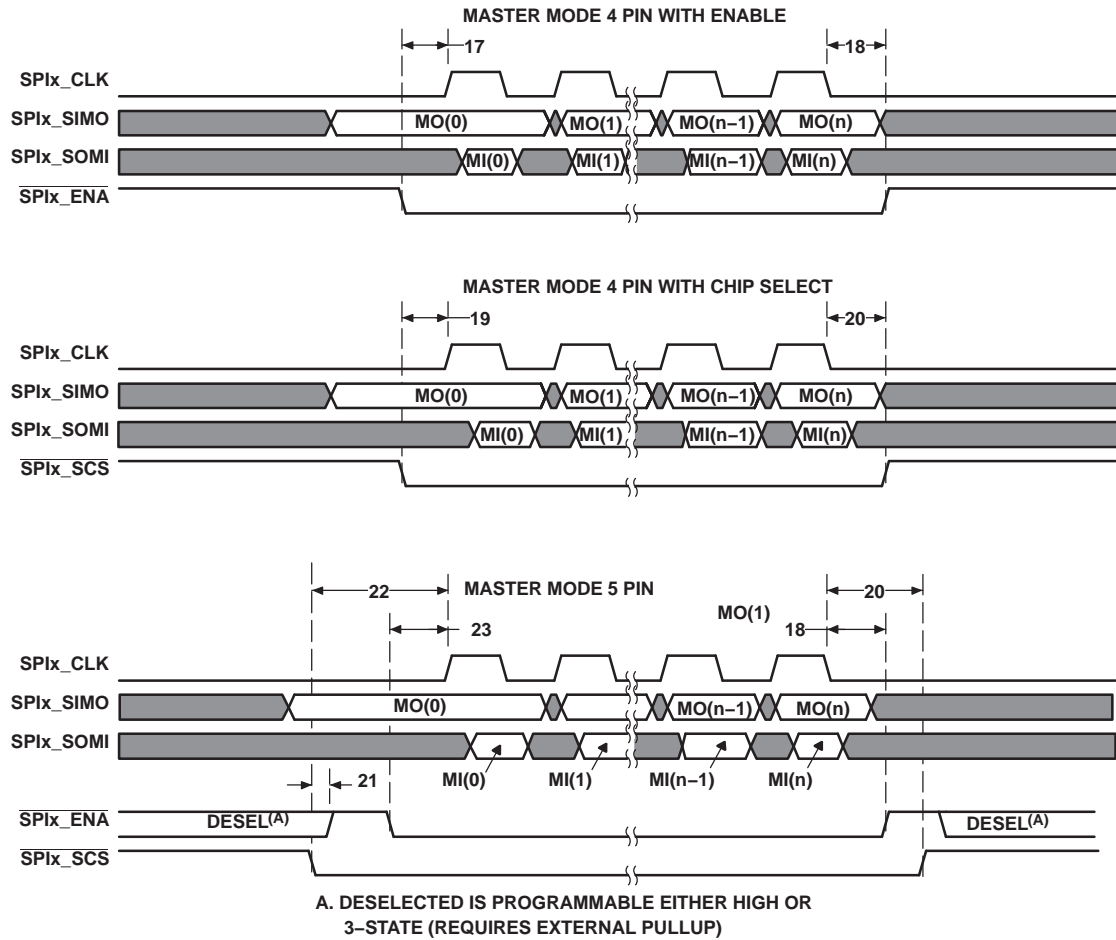 MASTER MODE 4 PIN WITH ENABLE
17
18
SPIx_CLK
SPIx_SIMO
MO(0)
MO(1)
MO(n−1)
MO(n)
SPIx_SOMI
MI(0)
MI(1)
MI(n−1)
MI(n)
SPIx_ENA
MASTER MODE 4 PIN WITH CHIP SELECT
19
20
SPIx_CLK
SPIx_SIMO
MO(0)
MO(1)
MO(n−1)
MO(n)
SPIx_SOMI
MI(0)
MI(1)
MI(n−1)
MI(n)
SPIx_SCS
22
MASTER MODE 5 PIN
20
MO(1)
23
18
SPIx_CLK
SPIx_SIMO
MO(0)
MO(n−1)
MO(n)
SPIx_SOMI
MI(0)
MI(1)
MI(n−1)
MI(n)
21
SPIx_ENA
DESEL(A)
DESEL(A)
SPIx_SCS
A. DESELECTED IS PROGRAMMABLE EITHER HIGH OR
3−STATE (REQUIRES EXTERNAL PULLUP)